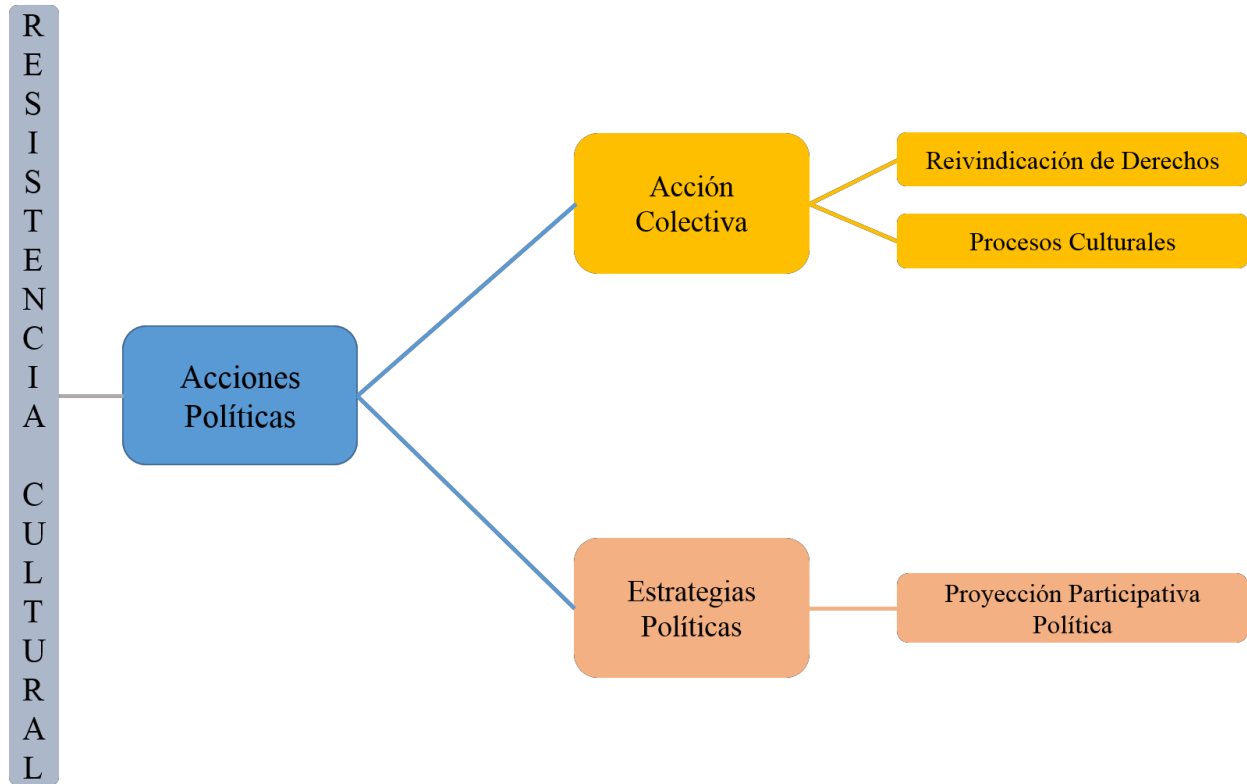 RESISTENCIA CULTURAL
Acciones
Políticas
Acción
Colectiva
Reivindicación de Derechos
Procesos Culturales
Estrategias
Políticas
Proyección Participativa
Política